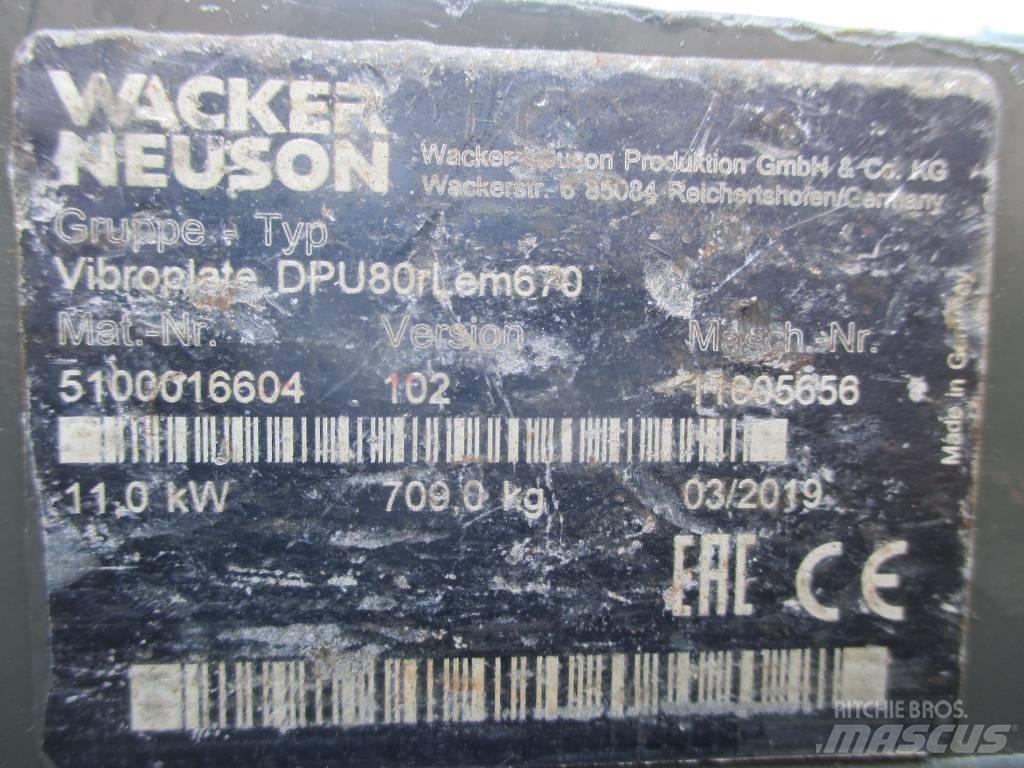 WACKER
NEUSON
Wacker Neuson Produktion GmbH & Co. KG
Wackerstr. 6 85084 Reichertshofen/Germany
Gruppe - Typ
Vibroplate DPU80rLem670
Mat.-Nr. Version Masch.-Nr.
5100016604 102
11,0 kW 709,0 kg 03/2019
Made in Germany
EAC CE
RITCHIE BROS.
MASCUS